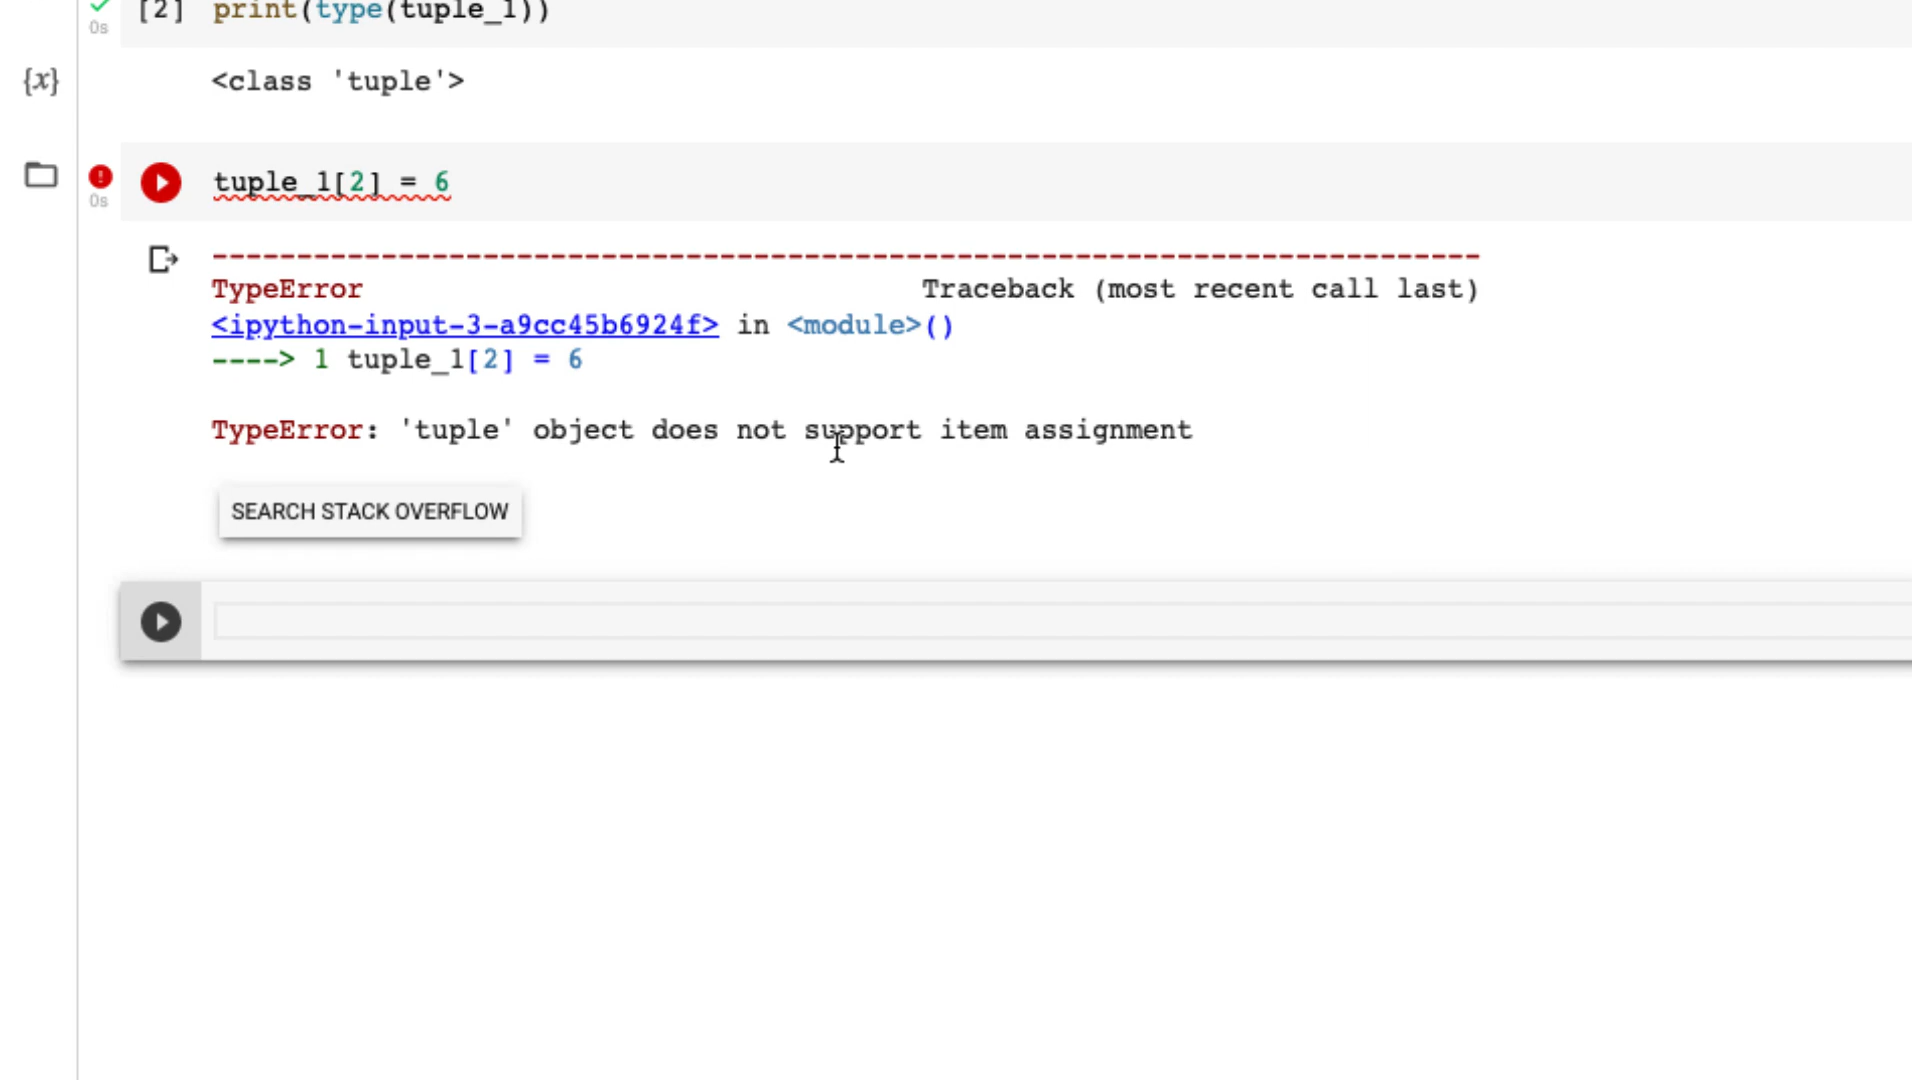 [2] print(type(tuple_1))
0s
{x} <class 'tuple'>
tuple_1[2] = 6
0s
---------------------------------------------------------------------------
TypeError Traceback (most recent call last)
<ipython-input-3-a9cc45b6924f> in <module>()
----> 1 tuple_1[2] = 6
TypeError: 'tuple' object does not support item assignment
SEARCH STACK OVERFLOW